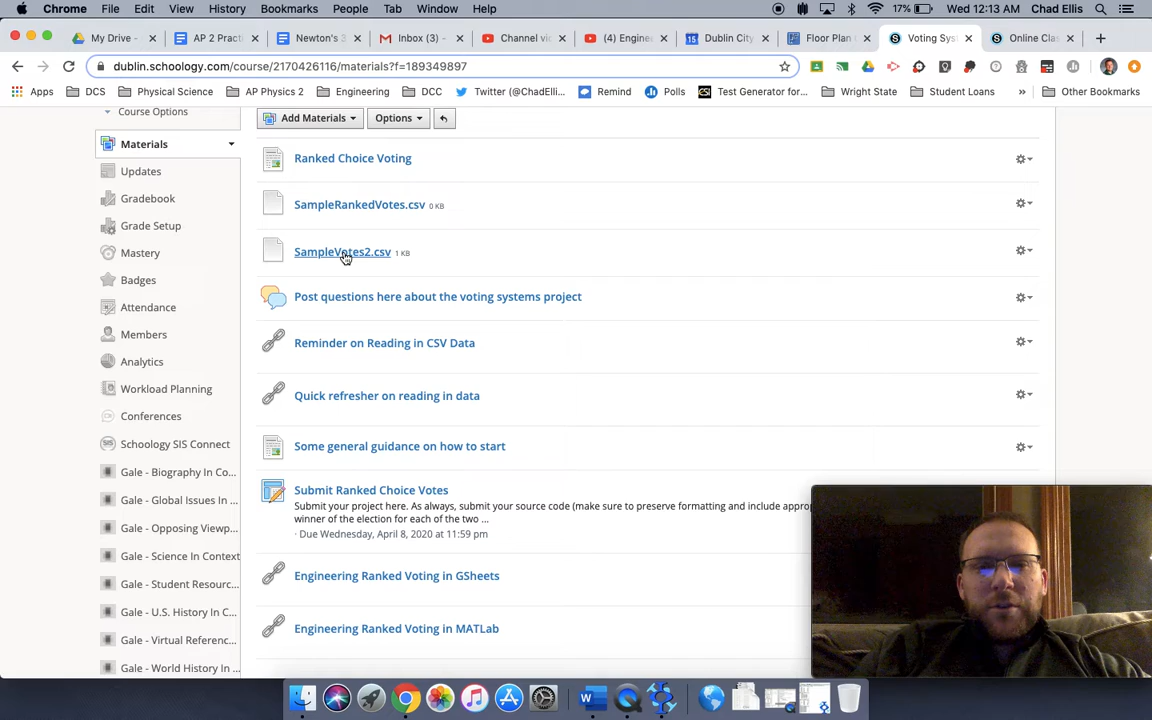 Chrome File Edit View History Bookmarks People Tab Window Help 17% Wed 12:13 AM Chad Ellis
My Drive - AP 2 Practi Newton's 3 Inbox (3) - Channel vi (4) Engine Dublin City Floor Plan Voting Sys Online Clas
dublin.schoology.com/course/2170426116/materials?f=189349897
Apps DCS Physical Science AP Physics 2 Engineering DCC Twitter (@ChadElli... Remind Polls Test Generator for... Wright State Student Loans » Other Bookmarks
Course Options
Add Materials Options
Materials
Updates
Gradebook
Grade Setup
Mastery
Badges
Attendance
Members
Analytics
Workload Planning
Conferences
Schoology SIS Connect
Gale - Biography In Co...
Gale - Global Issues In ...
Gale - Opposing Viewp...
Gale - Science In Context
Gale - Student Resourc...
Gale - U.S. History In C...
Gale - Virtual Referenc...
Gale - World History In ...
Ranked Choice Voting
SampleRankedVotes.csv 0 KB
SampleVotes2.csv 1 KB
Post questions here about the voting systems project
Reminder on Reading in CSV Data
Quick refresher on reading in data
Some general guidance on how to start
Submit Ranked Choice Votes
Submit your project here. As always, submit your source code (make sure to preserve formatting and include appro
winner of the election for each of the two ...
· Due Wednesday, April 8, 2020 at 11:59 pm
Engineering Ranked Voting in GSheets
Engineering Ranked Voting in MATLab